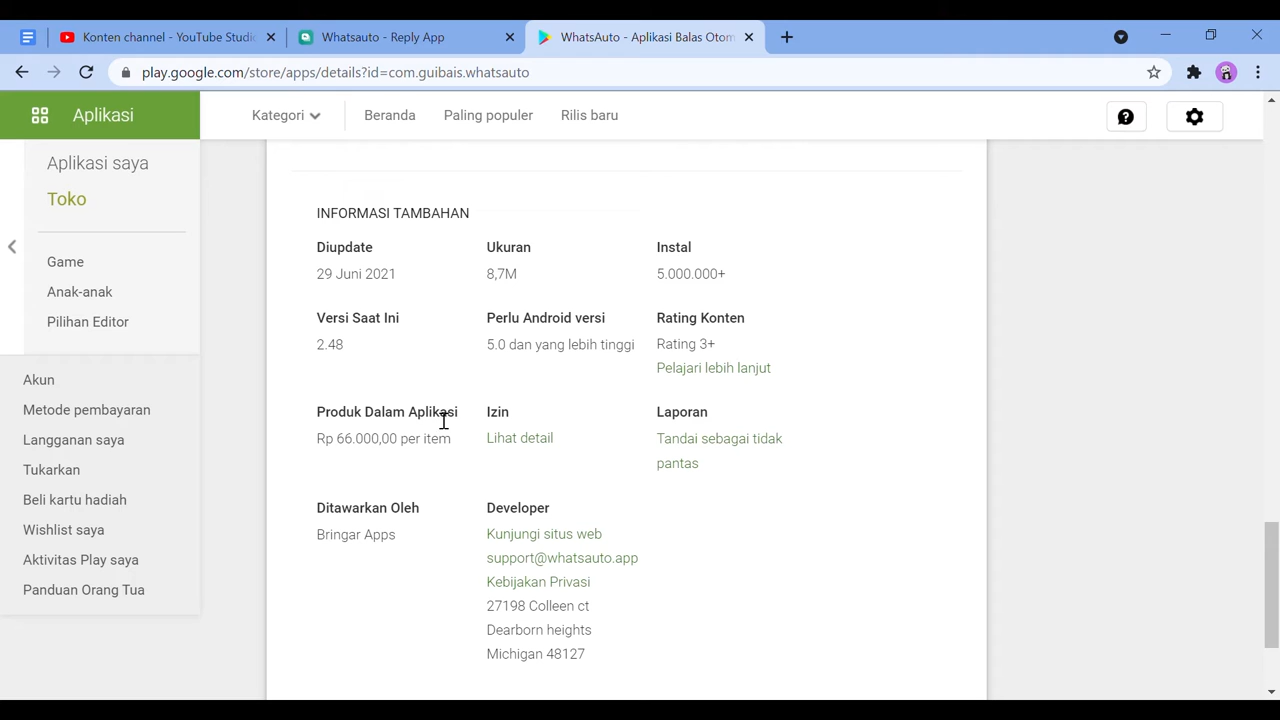 Konten channel - YouTube Studio
Whatsauto - Reply App
WhatsAuto - Aplikasi Balas Otom
play.google.com/store/apps/details?id=com.guibais.whatsauto
Aplikasi
Kategori
Beranda
Paling populer
Rilis baru
Aplikasi saya
Toko
Game
Anak-anak
Pilihan Editor
Akun
Metode pembayaran
Langganan saya
Tukarkan
Beli kartu hadiah
Wishlist saya
Aktivitas Play saya
Panduan Orang Tua
INFORMASI TAMBAHAN
Diupdate
29 Juni 2021
Ukuran
8,7M
Instal
5.000.000+
Versi Saat Ini
2.48
Perlu Android versi
5.0 dan yang lebih tinggi
Rating Konten
Rating 3+
Pelajari lebih lanjut
Produk Dalam Aplikasi
Rp 66.000,00 per item
Izin
Lihat detail
Laporan
Tandai sebagai tidak
pantas
Ditawarkan Oleh
Bringar Apps
Developer
Kunjungi situs web
support@whatsauto.app
Kebijakan Privasi
27198 Colleen ct
Dearborn heights
Michigan 48127